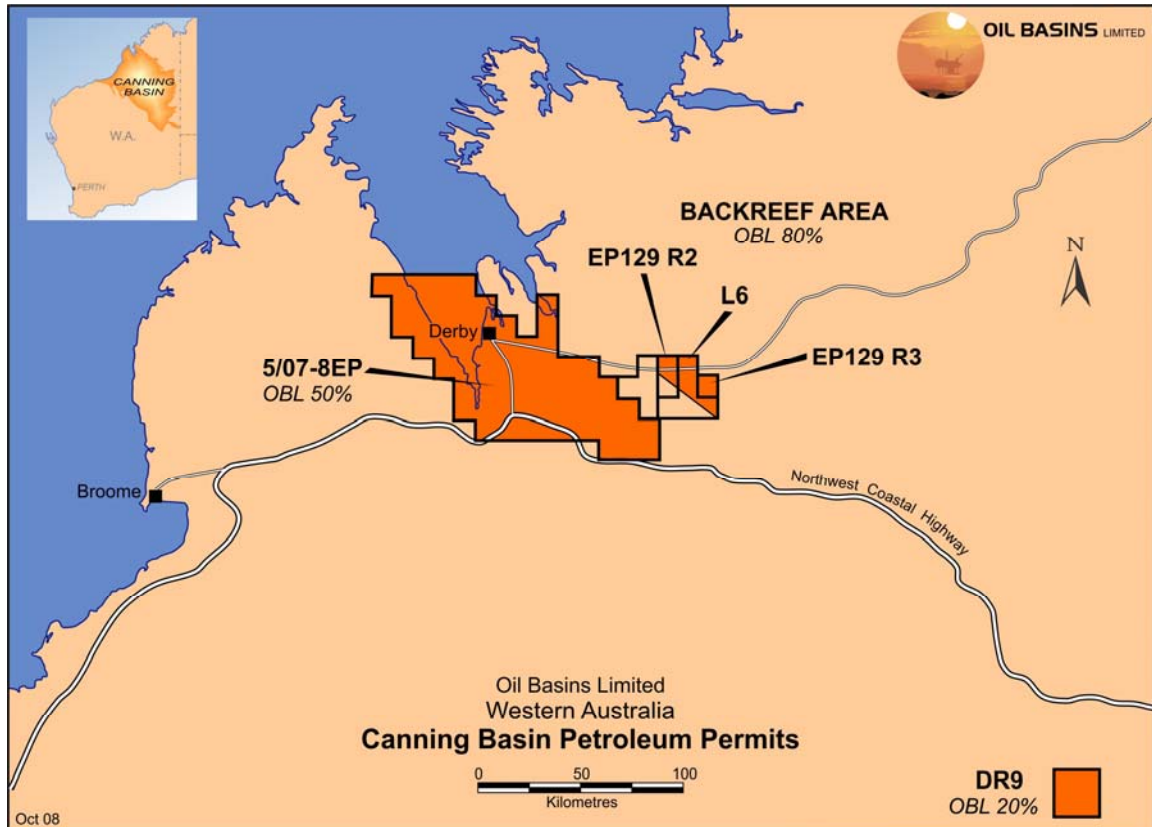 OIL BASINS LIMITED
CANNING
BASIN
W.A.
PERTH
BACKREEF AREA
OBL 80%
EP129 R2
N
L6
Derby
EP129 R3
5/07-8EP
OBL 50%
Broome
Northwest Coastal Highway
Oil Basins Limited
Western Australia
Canning Basin Petroleum Permits
0 50 100
Kilometres
DR9
OBL 20%
Oct 08